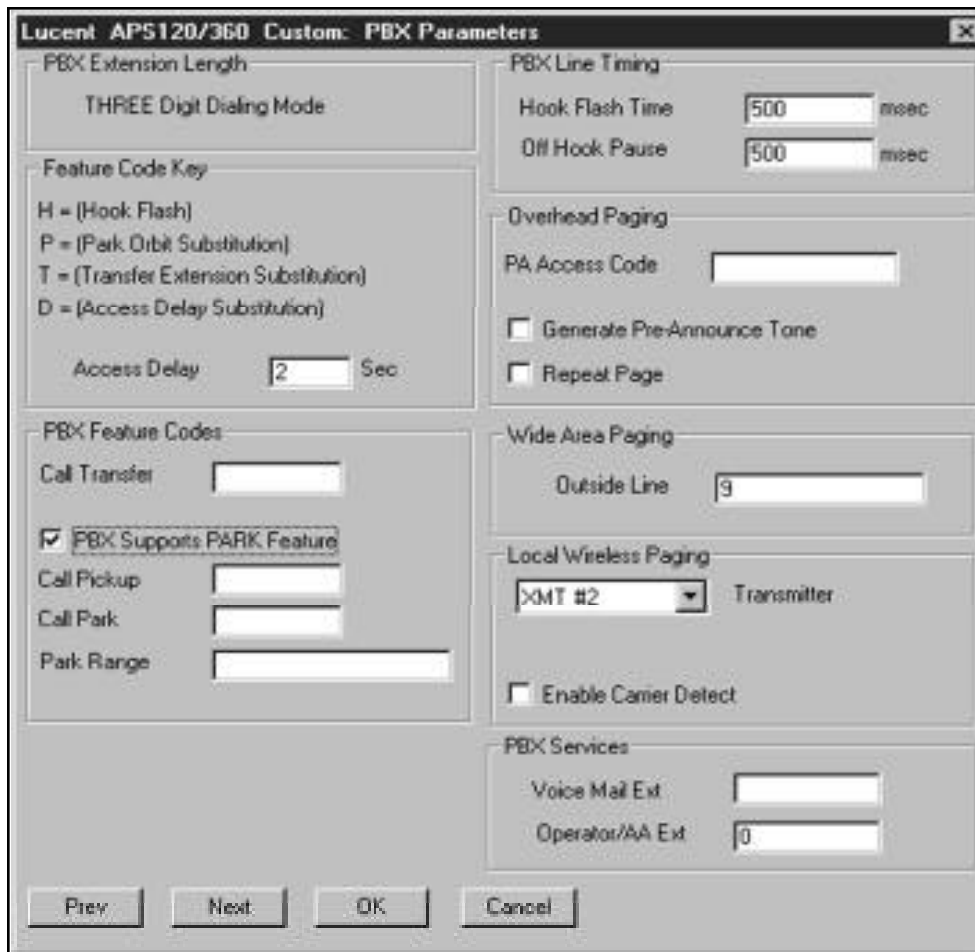 Lucent APS120/360 Custom: PBX Parameters
PBX Extension Length
THREE Digit Dialing Mode
Feature Code Key
H = (Hook Flash)
P = (Park Orbit Substitution)
T = (Transfer Extension Substitution)
D = (Access Delay Substitution)
Access Delay 2 Sec
PBX Feature Codes
Call Transfer
PBX Supports PARK Feature
Call Pickup
Call Park
Park Range
PBX Line Timing
Hook Flash Time 500 msec
Off Hook Pause 500 msec
Overhead Paging
PA Access Code
Generate Pre-Announce Tone
Repeat Page
Wide Area Paging
Outside Line 9
Local Wireless Paging
XMT #2 Transmitter
Enable Carrier Detect
PBX Services
Voice Mail Ext
Operator/AA Ext 0
Prev Next OK Cancel